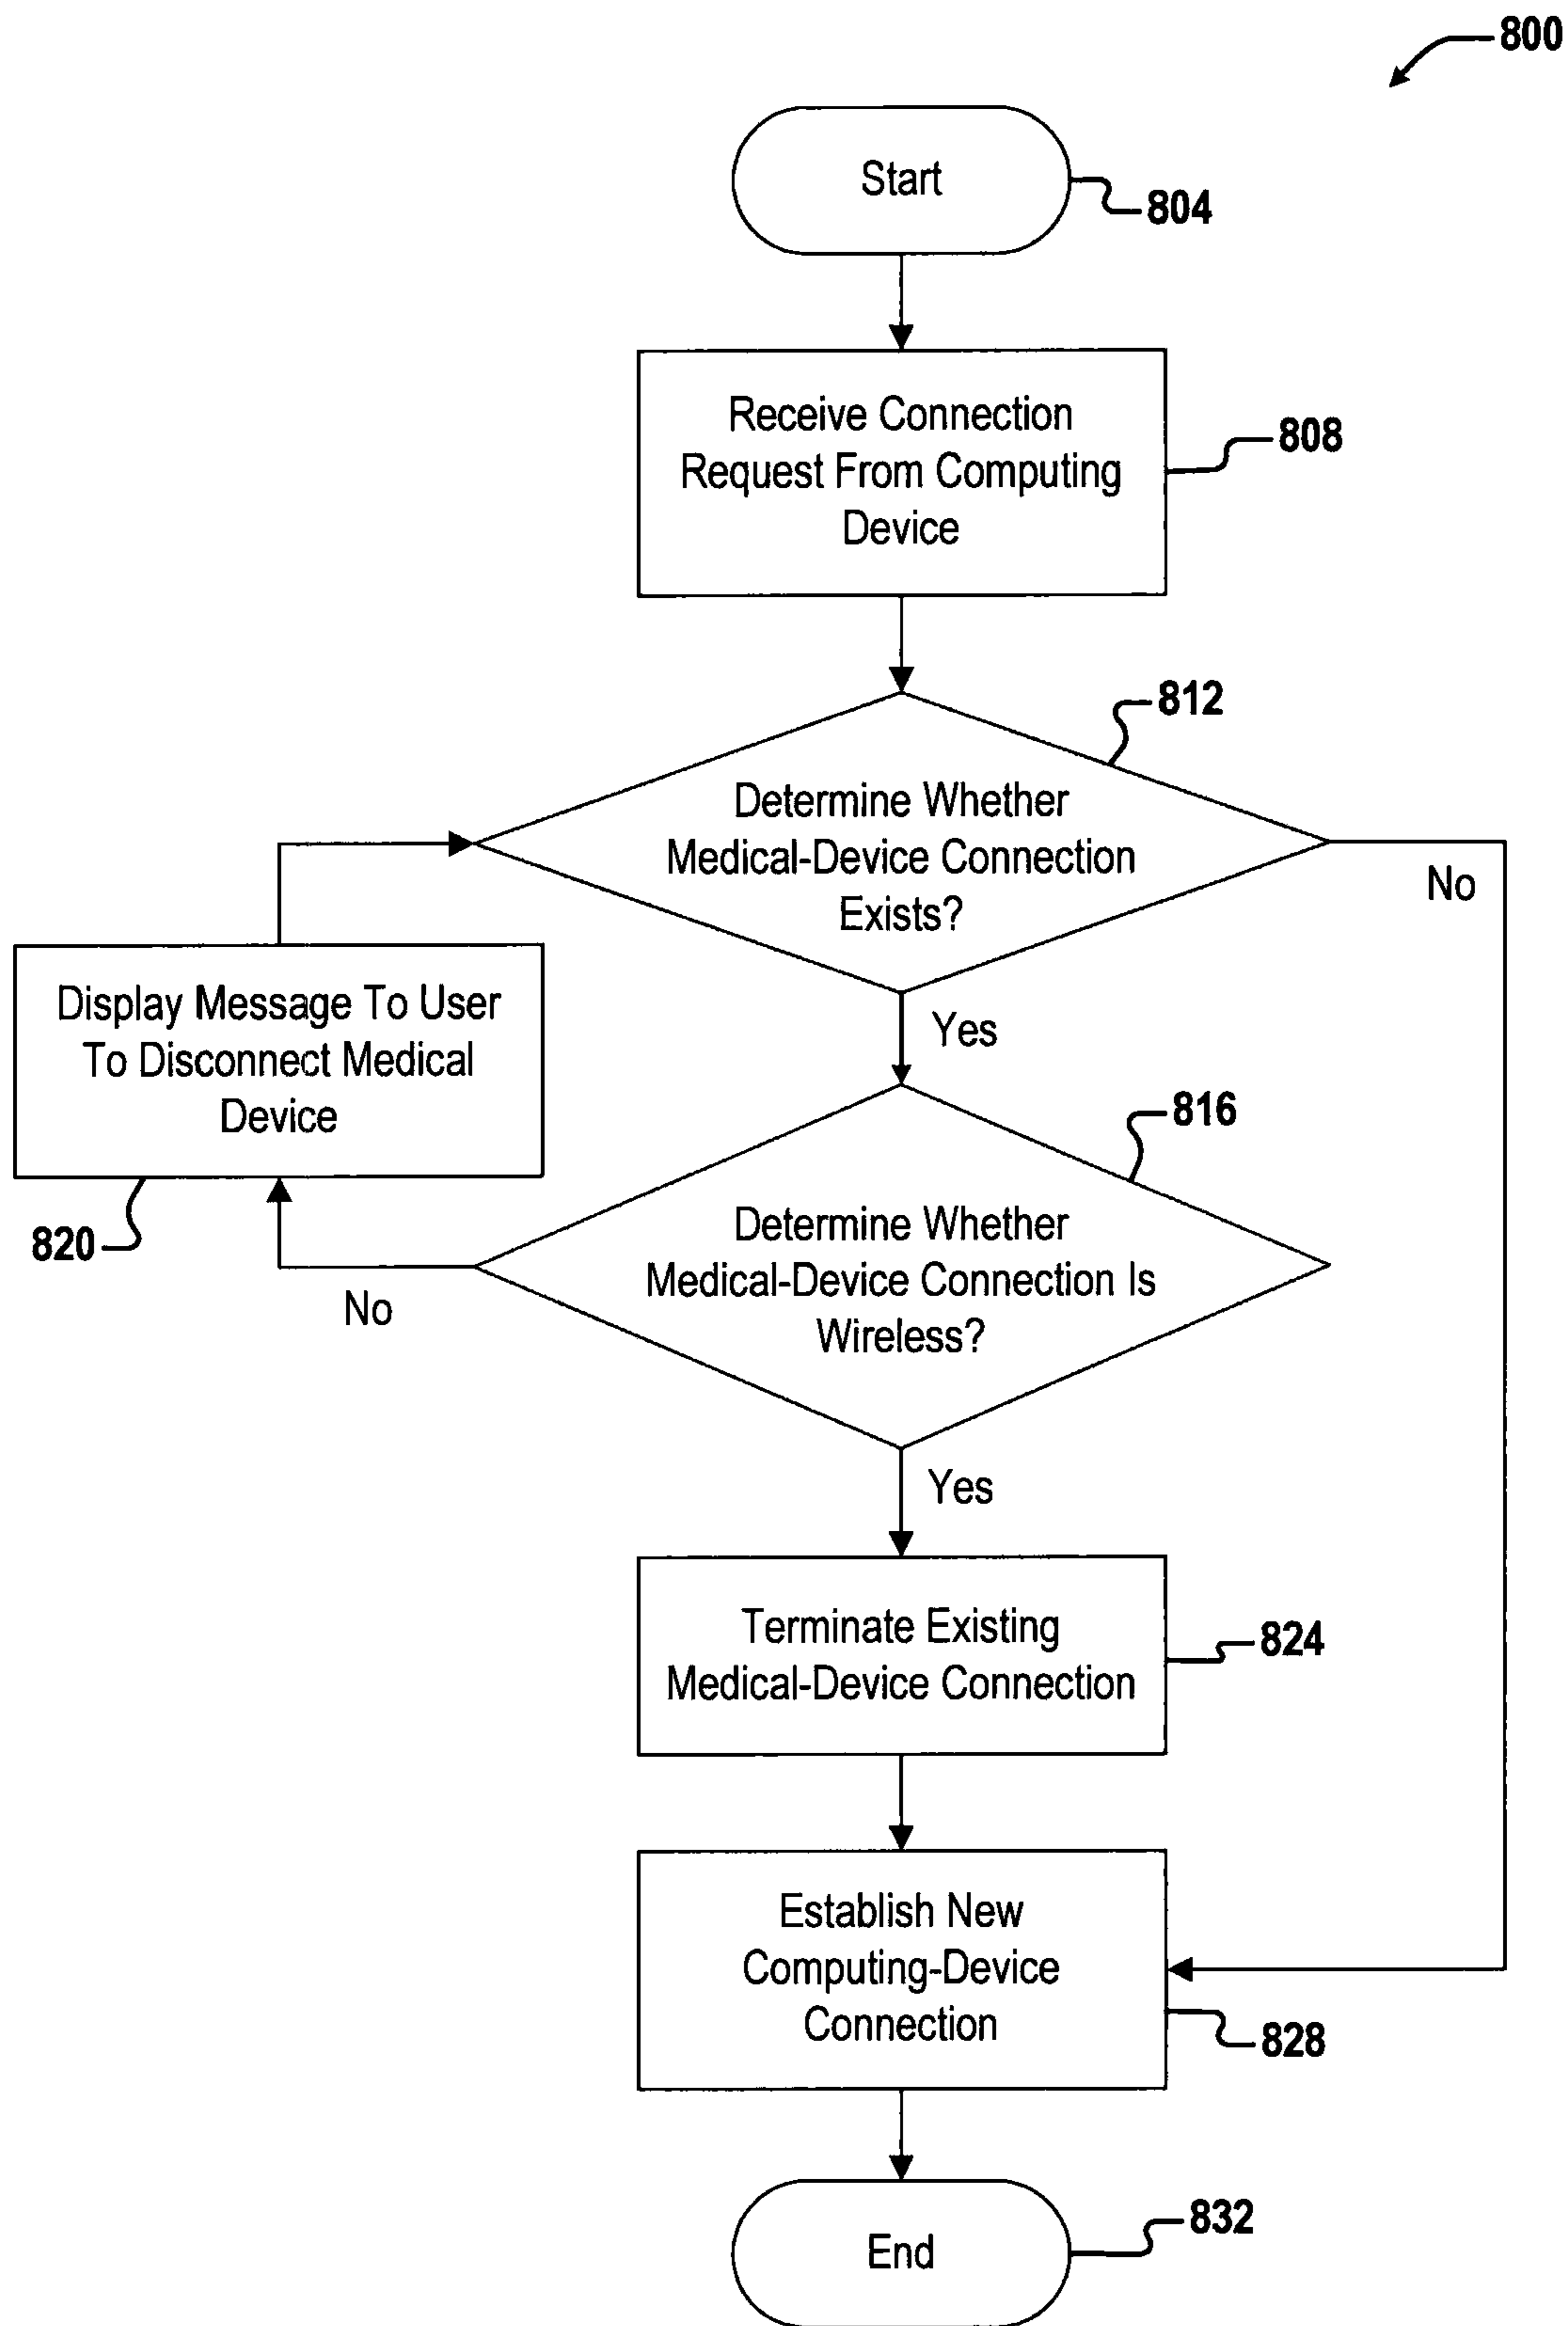 800
Start
804
Receive Connection
Request From Computing
Device
808
812
Determine Whether
Medical-Device Connection
Exists?
No
Display Message To User
To Disconnect Medical
Device
820
Yes
816
Determine Whether
Medical-Device Connection Is
Wireless?
No
Yes
Terminate Existing
Medical-Device Connection
824
Establish New
Computing-Device
Connection
828
End
832